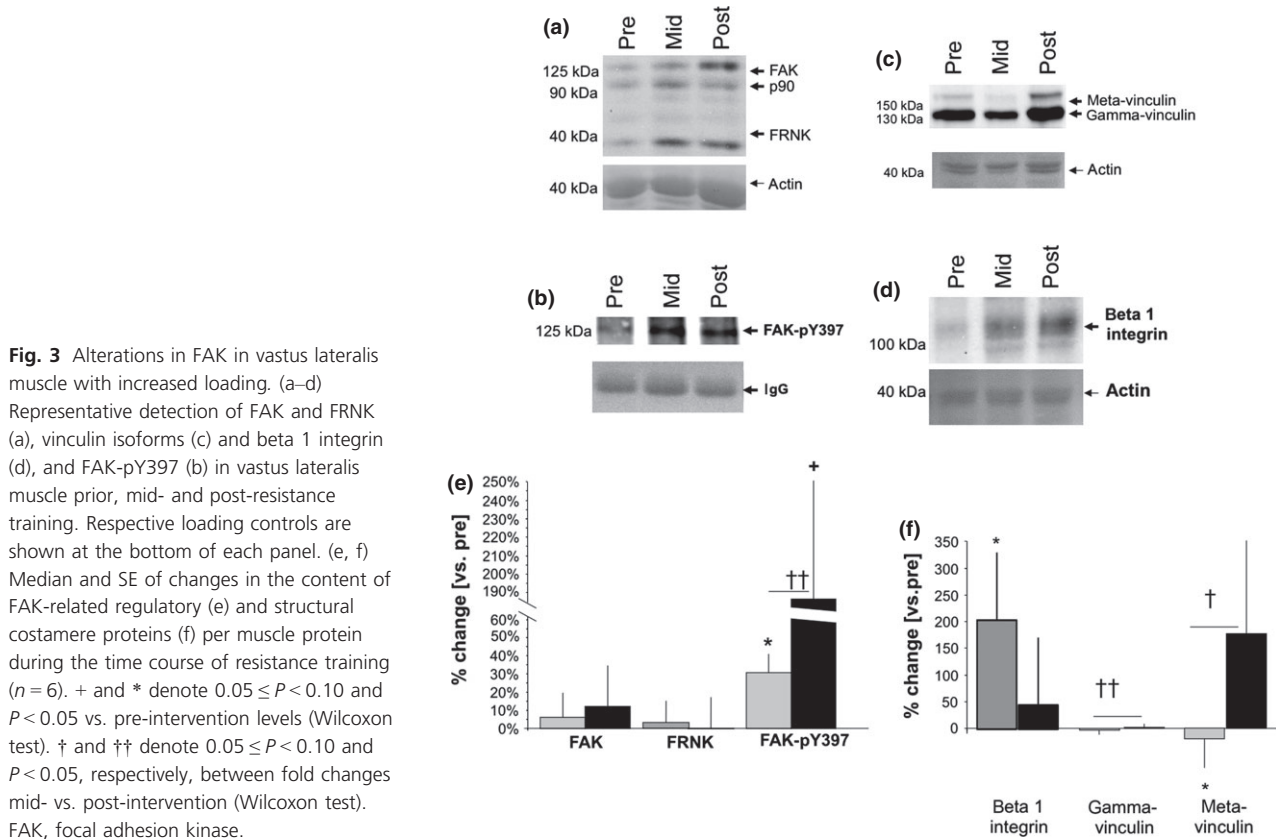 (a)
Pre
Mid
Post
125 kDa
90 kDa
40 kDa
FAK
p90
FRNK
40 kDa
Actin
(c)
Pre
Mid
Post
150 kDa
130 kDa
Meta-vinculin
Gamma-vinculin
40 kDa
Actin
(b)
Pre
Mid
Post
125 kDa
FAK-pY397
IgG
(d)
Pre
Mid
Post
100 kDa
Beta 1
integrin
40 kDa
Actin
Fig. 3 Alterations in FAK in vastus lateralis
muscle with increased loading. (a–d)
Representative detection of FAK and FRNK
(a), vinculin isoforms (c) and beta 1 integrin
(d), and FAK-pY397 (b) in vastus lateralis
muscle prior, mid- and post-resistance
training. Respective loading controls are
shown at the bottom of each panel. (e, f)
Median and SE of changes in the content of
FAK-related regulatory (e) and structural
costamere proteins (f) per muscle protein
during the time course of resistance training
(n = 6). + and * denote 0.05 ≤ P < 0.10 and
P < 0.05 vs. pre-intervention levels (Wilcoxon
test). † and †† denote 0.05 ≤ P < 0.10 and
P < 0.05, respectively, between fold changes
mid- vs. post-intervention (Wilcoxon test).
FAK, focal adhesion kinase.
(e)
% change [vs. pre]
250%
240%
230%
220%
210%
200%
190%
60%
50%
40%
30%
20%
10%
0%
+
††
*
FAK
FRNK
FAK-pY397
(f)
% change [vs.pre]
350
300
250
200
150
100
50
0
*
††
†
*
Beta 1
integrin
Gamma-
vinculin
Meta-
vinculin